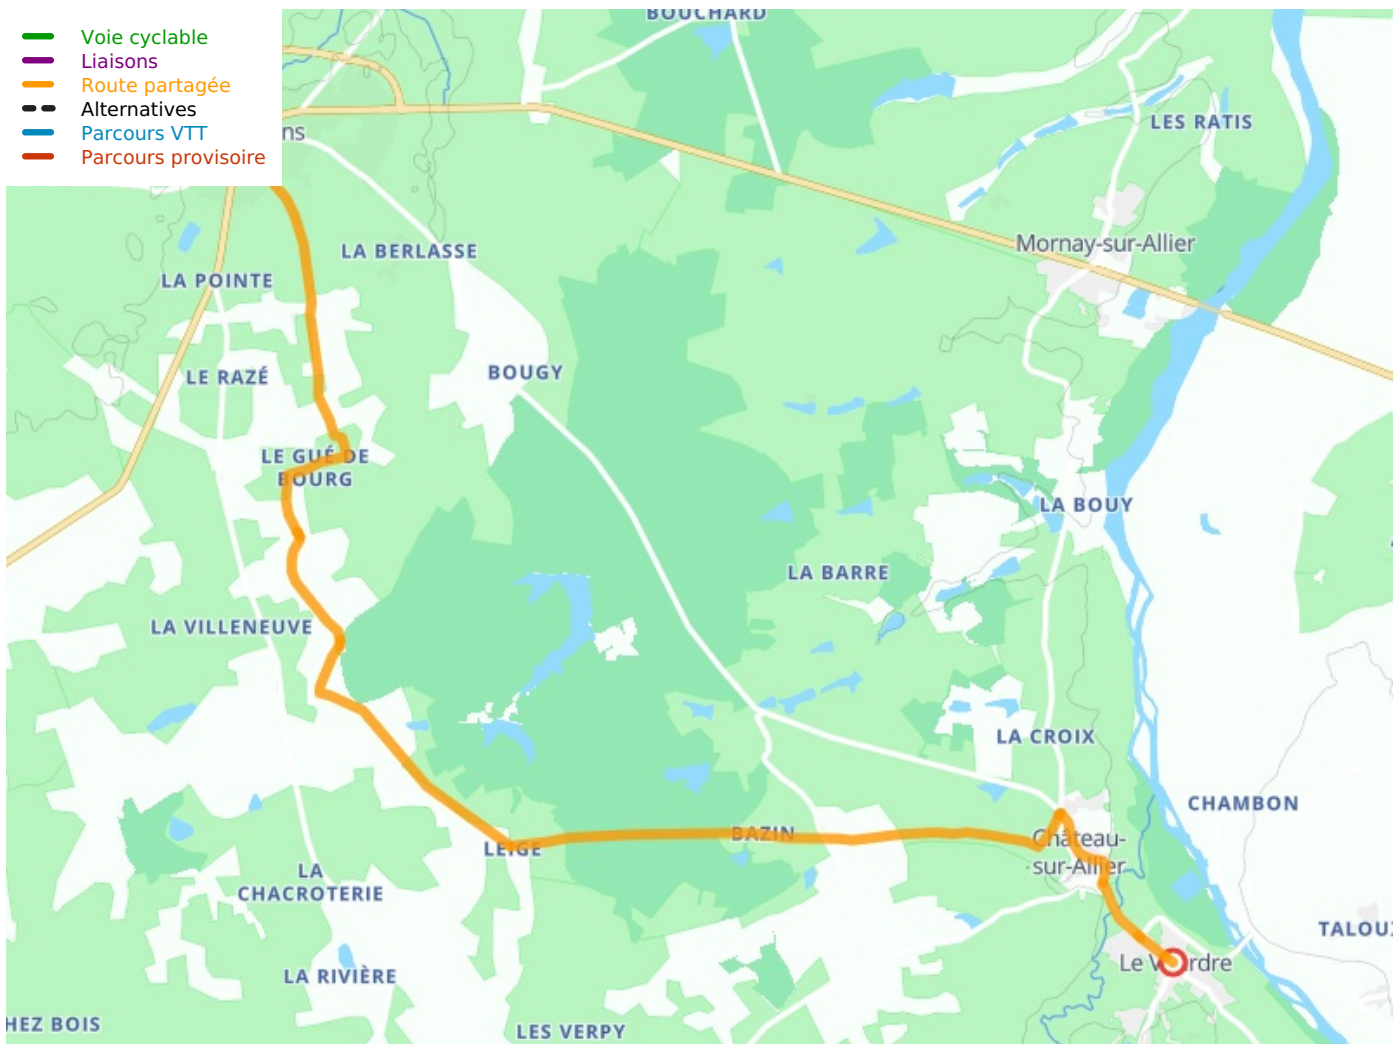 Voie cyclable
Liaisons
Route partagée
Alternatives
Parcours VTT
Parcours provisoire
BOUCHARD
LES RATIS
ns
Mornay-sur-Allier
LA BERLASSE
LA POINTE
LE RAZÉ
BOUGY
LE GUÉ DE
BOURG
LA BOUY
LA BARRE
LA VILLENEUVE
LA CROIX
CHAMBON
BAZIN
LEIGE
Château-
sur-Allier
LA
CHACROTERIE
TALOUX
Le Veurdre
LA RIVIÈRE
HEZ BOIS
LES VERPY